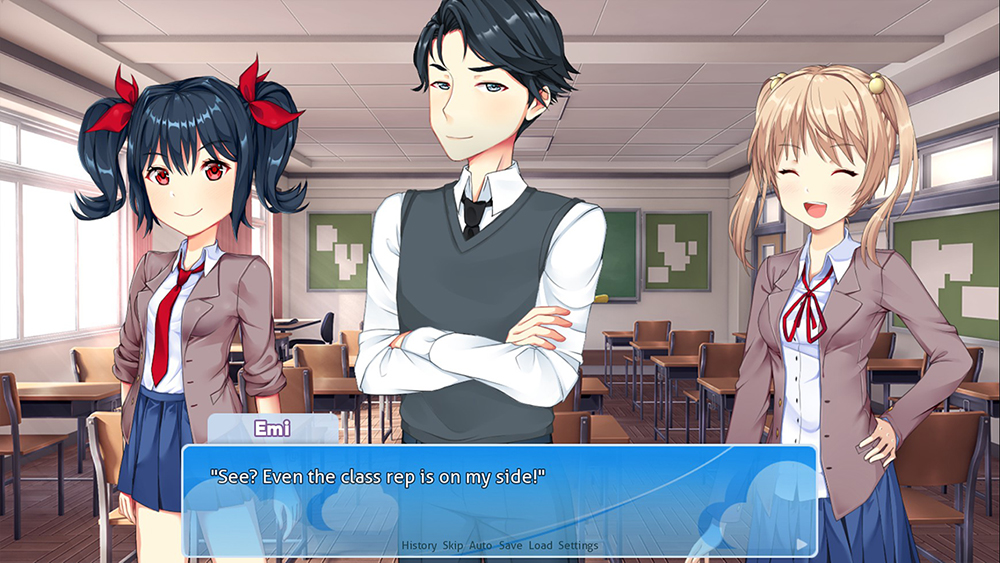 Emi
"See? Even the class rep is on my side!"
History Skip Auto Save Load Settings